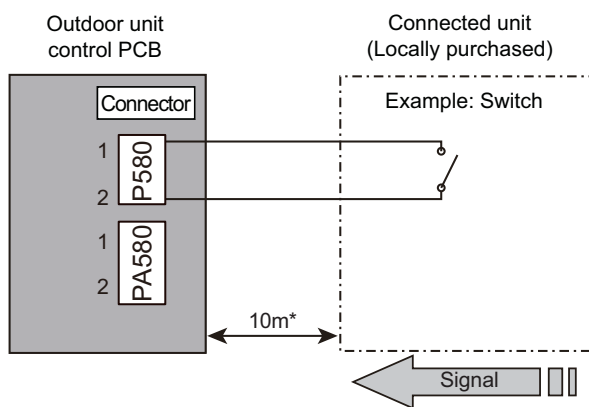 Outdoor unit
control PCB
Connected unit
(Locally purchased)
Connector
Example: Switch
1
P580
2
1
PA580
2
10m*
Signal